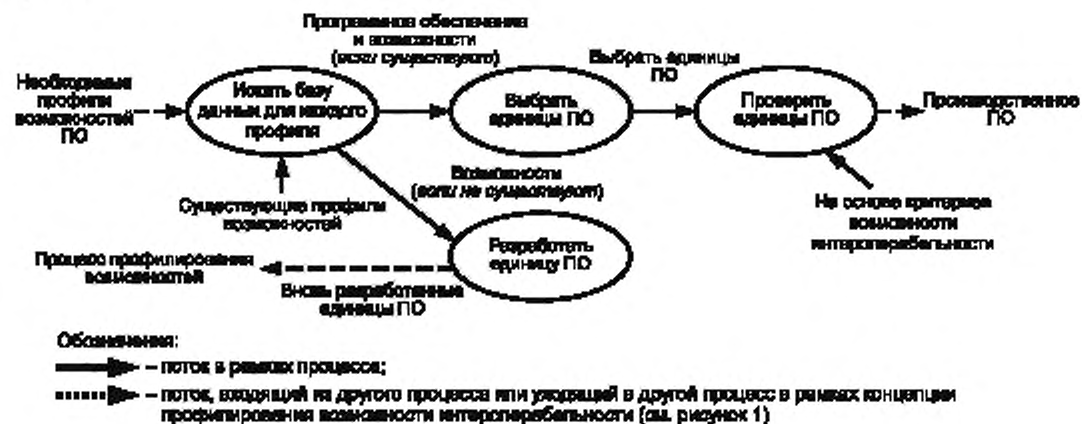 Программное обеспечение
и возможности
(если существуют)
Необходимые
профили
возможностей
ПО
Искать базу
данных для каждого
профиля
Выбрать
единицы ПО
Выбрать единицы
ПО
Проверить
единицы ПО
Производственное
ПО
Возможности
(если не существуют)
Существующие профили
возможностей
На основе критериев
возможности
интероперабельности
Разработать
единицу ПО
Процесс профилирования
возможностей
Вновь разработанные
единицы ПО
Обозначения:
– поток в рамках процесса;
– поток, входящий из другого процесса или уходящий в другой процесс в рамках концепции
профилирования возможности интероперабельности (см. рисунок 1)